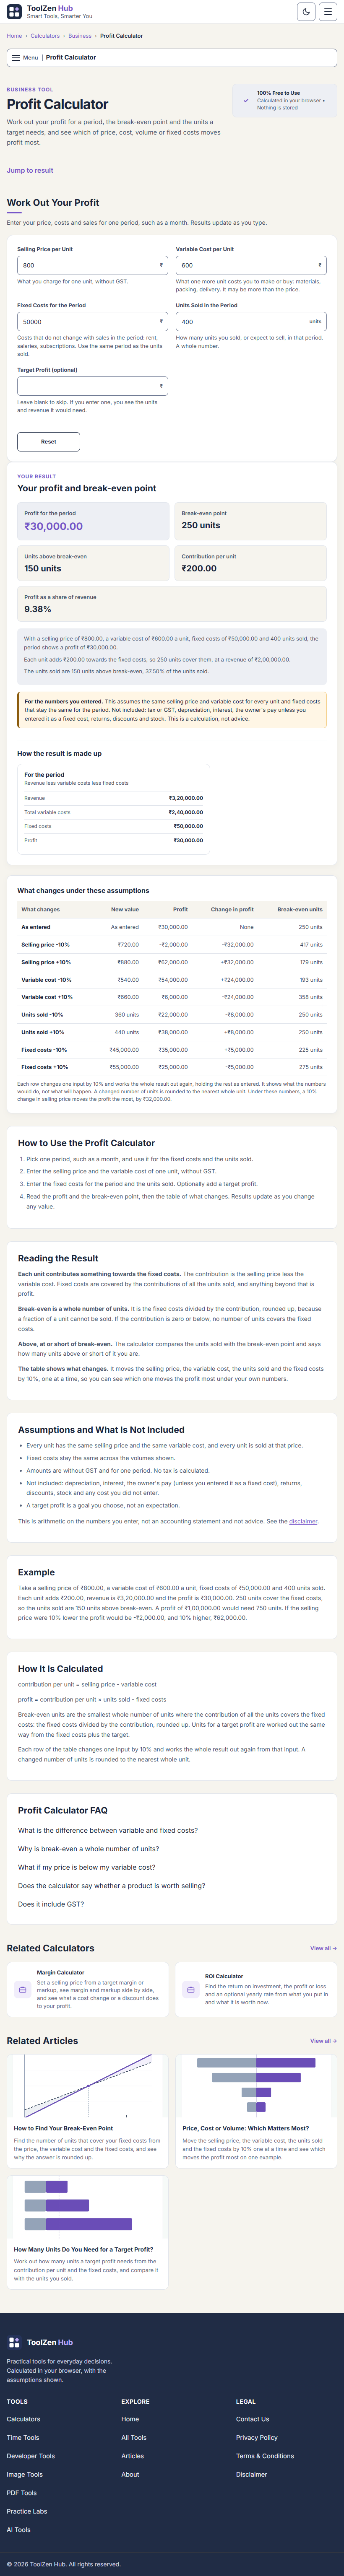 ToolZen Hub
Smart Tools, Smarter You
Home › Calculators › Business › Profit Calculator
Menu | Profit Calculator
BUSINESS TOOL
Profit Calculator
Work out your profit for a period, the break-even point and the units a
target needs, and see which of price, cost, volume or fixed costs moves
profit most.
100% Free to Use
Calculated in your browser •
Nothing is stored
Jump to result
Work Out Your Profit
Enter your price, costs and sales for one period, such as a month. Results update as you type.
Selling Price per Unit
800 ₹
What you charge for one unit, without GST.
Variable Cost per Unit
600 ₹
What one more unit costs you to make or buy: materials,
packing, delivery. It may be more than the price.
Fixed Costs for the Period
50000 ₹
Costs that do not change with sales in the period: rent,
salaries, subscriptions. Use the same period as the units
sold.
Units Sold in the Period
400 units
How many units you sold, or expect to sell, in that period.
A whole number.
Target Profit (optional)
₹
Leave blank to skip. If you enter one, you see the units
and revenue it would need.
Reset
YOUR RESULT
Your profit and break-even point
Profit for the period
₹30,000.00
Break-even point
250 units
Units above break-even
150 units
Contribution per unit
₹200.00
Profit as a share of revenue
9.38%
With a selling price of ₹800.00, a variable cost of ₹600.00 a unit, fixed costs of ₹50,000.00 and 400 units sold, the
period shows a profit of ₹30,000.00.
Each unit adds ₹200.00 towards the fixed costs, so 250 units cover them, at a revenue of ₹2,00,000.00.
The units sold are 150 units above break-even, 37.50% of the units sold.
For the numbers you entered. This assumes the same selling price and variable cost for every unit and fixed costs
that stay the same for the period. Not included: tax or GST, depreciation, interest, the owner's pay unless you
entered it as a fixed cost, returns, discounts and stock. This is a calculation, not advice.
How the result is made up
For the period
Revenue less variable costs less fixed costs
Revenue ₹3,20,000.00
Total variable costs ₹2,40,000.00
Fixed costs ₹50,000.00
Profit ₹30,000.00
What changes under these assumptions
What changes New value Profit Change in profit Break-even units
As entered As entered ₹30,000.00 None 250 units
Selling price -10% ₹720.00 -₹2,000.00 -₹32,000.00 417 units
Selling price +10% ₹880.00 ₹62,000.00 +₹32,000.00 179 units
Variable cost -10% ₹540.00 ₹54,000.00 +₹24,000.00 193 units
Variable cost +10% ₹660.00 ₹6,000.00 -₹24,000.00 358 units
Units sold -10% 360 units ₹22,000.00 -₹8,000.00 250 units
Units sold +10% 440 units ₹38,000.00 +₹8,000.00 250 units
Fixed costs -10% ₹45,000.00 ₹35,000.00 +₹5,000.00 225 units
Fixed costs +10% ₹55,000.00 ₹25,000.00 -₹5,000.00 275 units
Each row changes one input by 10% and works the whole result out again, holding the rest as entered. It shows what the numbers
would do, not what will happen. A changed number of units is rounded to the nearest whole unit. Under these numbers, a 10%
change in selling price moves the profit the most, by ₹32,000.00.
How to Use the Profit Calculator
1. Pick one period, such as a month, and use it for the fixed costs and the units sold.
2. Enter the selling price and the variable cost of one unit, without GST.
3. Enter the fixed costs for the period and the units sold. Optionally add a target profit.
4. Read the profit and the break-even point, then the table of what changes. Results update as you change
any value.
Reading the Result
Each unit contributes something towards the fixed costs. The contribution is the selling price less the
variable cost. Fixed costs are covered by the contributions of all the units sold, and anything beyond that is
profit.
Break-even is a whole number of units. It is the fixed costs divided by the contribution, rounded up, because
a fraction of a unit cannot be sold. If the contribution is zero or below, no number of units covers the fixed
costs.
Above, at or short of break-even. The calculator compares the units sold with the break-even point and says
how many units above or short of it you are.
The table shows what changes. It moves the selling price, the variable cost, the units sold and the fixed costs
by 10%, one at a time, so you can see which one moves the profit most under your own numbers.
Assumptions and What Is Not Included
• Every unit has the same selling price and the same variable cost, and every unit is sold at that price.
• Fixed costs stay the same across the volumes shown.
• Amounts are without GST and for one period. No tax is calculated.
• Not included: depreciation, interest, the owner's pay (unless you entered it as a fixed cost), returns,
discounts, stock and any cost you did not enter.
• A target profit is a goal you choose, not an expectation.
This is arithmetic on the numbers you enter, not an accounting statement and not advice. See the disclaimer.
Example
Take a selling price of ₹800.00, a variable cost of ₹600.00 a unit, fixed costs of ₹50,000.00 and 400 units sold.
Each unit adds ₹200.00, revenue is ₹3,20,000.00 and the profit is ₹30,000.00. 250 units cover the fixed costs,
so the units sold are 150 units above break-even. A profit of ₹1,00,000.00 would need 750 units. If the selling
price were 10% lower the profit would be -₹2,000.00, and 10% higher, ₹62,000.00.
How It Is Calculated
contribution per unit = selling price - variable cost
profit = contribution per unit × units sold - fixed costs
Break-even units are the smallest whole number of units where the contribution of all the units covers the fixed
costs: the fixed costs divided by the contribution, rounded up. Units for a target profit are worked out the same
way from the fixed costs plus the target.
Each row of the table changes one input by 10% and works the whole result out again from that input. A
changed number of units is rounded to the nearest whole unit.
Profit Calculator FAQ
What is the difference between variable and fixed costs?
Why is break-even a whole number of units?
What if my price is below my variable cost?
Does the calculator say whether a product is worth selling?
Does it include GST?
Related Calculators
View all →
Margin Calculator
Set a selling price from a target margin or
markup, see margin and markup side by side,
and see what a cost change or a discount does
to your profit.
ROI Calculator
Find the return on investment, the profit or loss
and an optional yearly rate from what you put in
and what it is worth now.
Related Articles
View all →
How to Find Your Break-Even Point
Find the number of units that cover your fixed costs from
the price, the variable cost and the fixed costs, and see
why the answer is rounded up.
Price, Cost or Volume: Which Matters Most?
Move the selling price, the variable cost, the units sold
and the fixed costs by 10% one at a time and see which
moves the profit most on one example.
How Many Units Do You Need for a Target Profit?
Work out how many units a target profit needs from the
contribution per unit and the fixed costs, and compare it
with the units you sold.
ToolZen Hub
Practical tools for everyday decisions.
Calculated in your browser, with the
assumptions shown.
TOOLS
Calculators
Time Tools
Developer Tools
Image Tools
PDF Tools
Practice Labs
AI Tools
EXPLORE
Home
All Tools
Articles
About
LEGAL
Contact Us
Privacy Policy
Terms & Conditions
Disclaimer
© 2026 ToolZen Hub. All rights reserved.